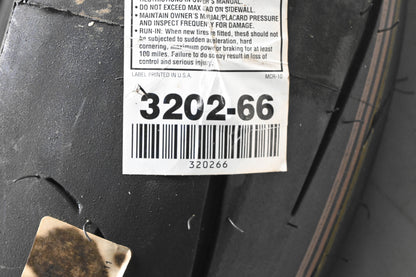 RESTRICTIONS IN OWNER'S MANUAL.
• DO NOT EXCEED MAX LOAD ON SIDEWALL.
• MAINTAIN OWNER'S MANUAL/PLACARD PRESSURE
AND INSPECT FREQUENTLY FOR DAMAGE.
• RUN-IN: When new tires are fitted, these should not
be subjected to sudden acceleration, hard
cornering, maximum power or braking for at least
100 miles. Failure to do so may result in loss of
control and serious injury.
LABEL PRINTED IN U.S.A. MCR-10
3202-66
320266